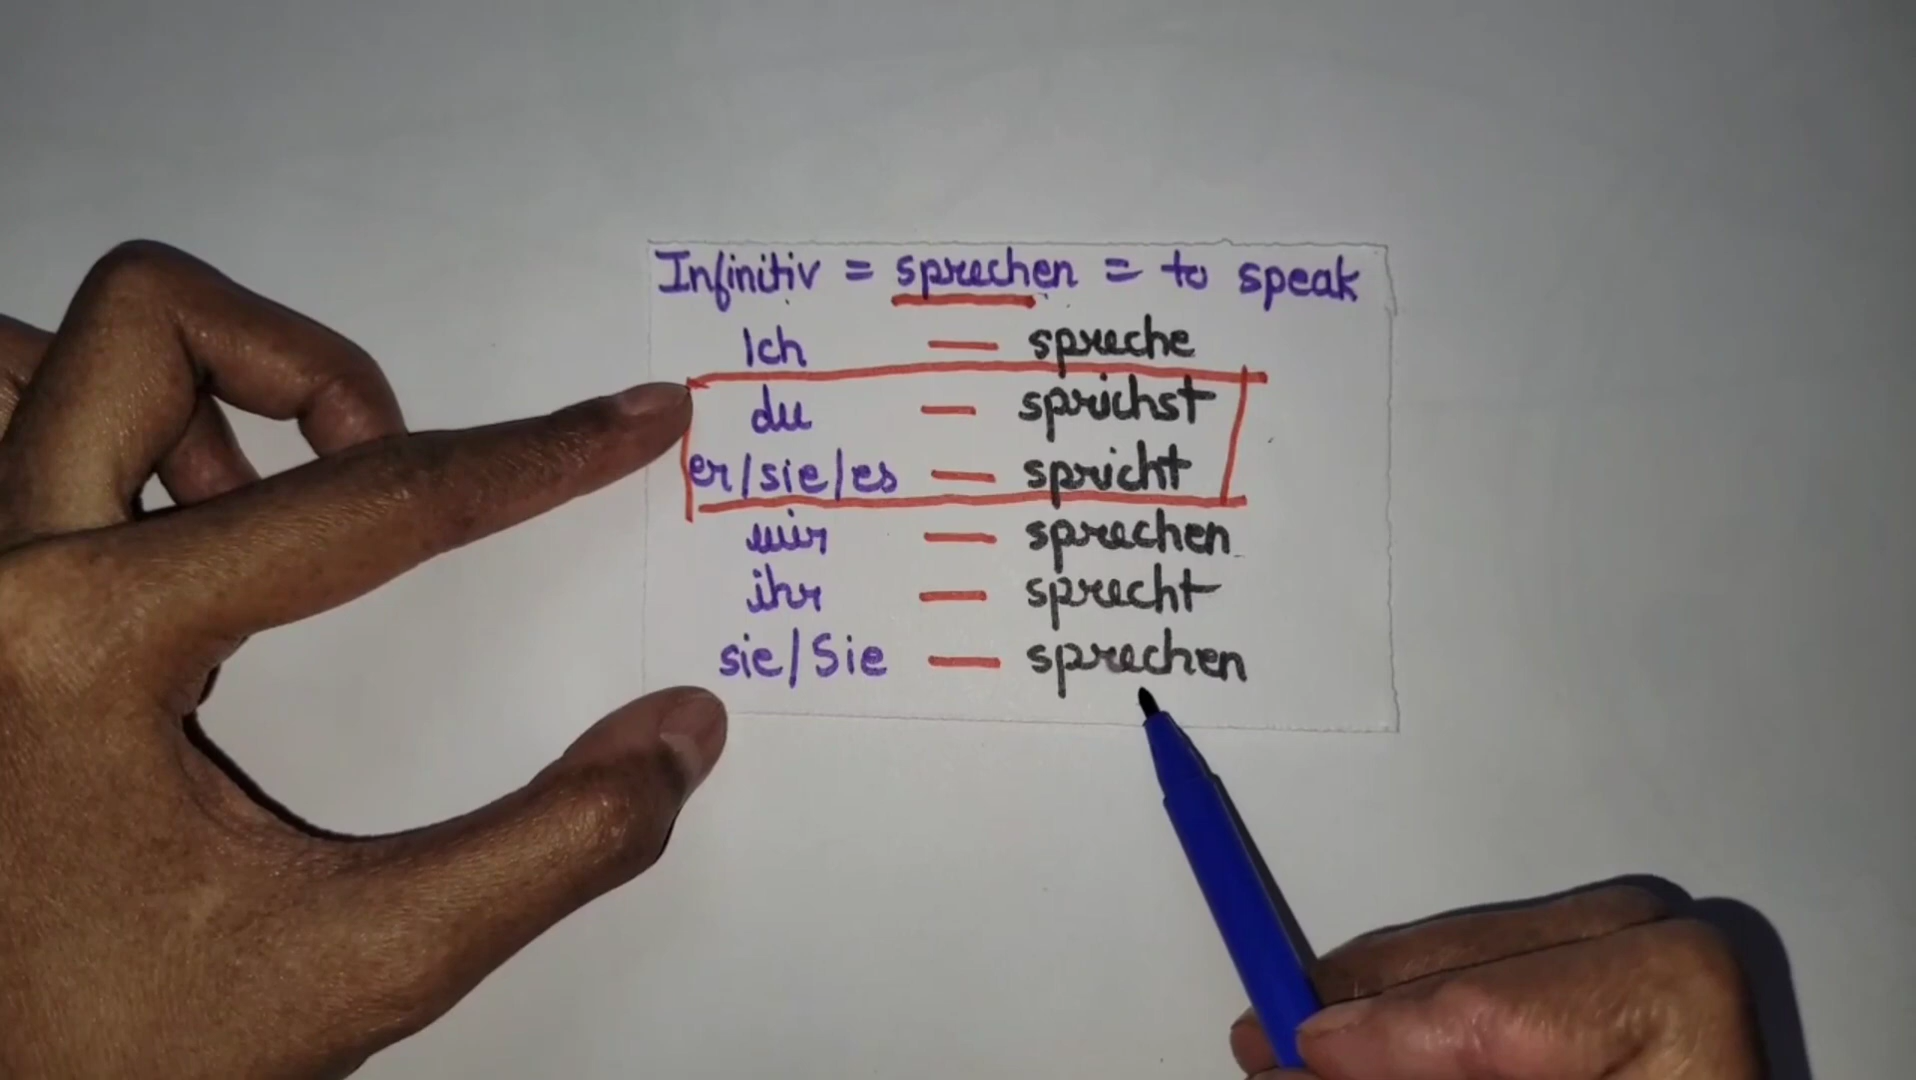 Infinitiv = sprechen = to speak
Ich — spreche
du — sprichst
er/sie/es — spricht
wir — sprechen
ihr — sprecht
sie/Sie — sprechen